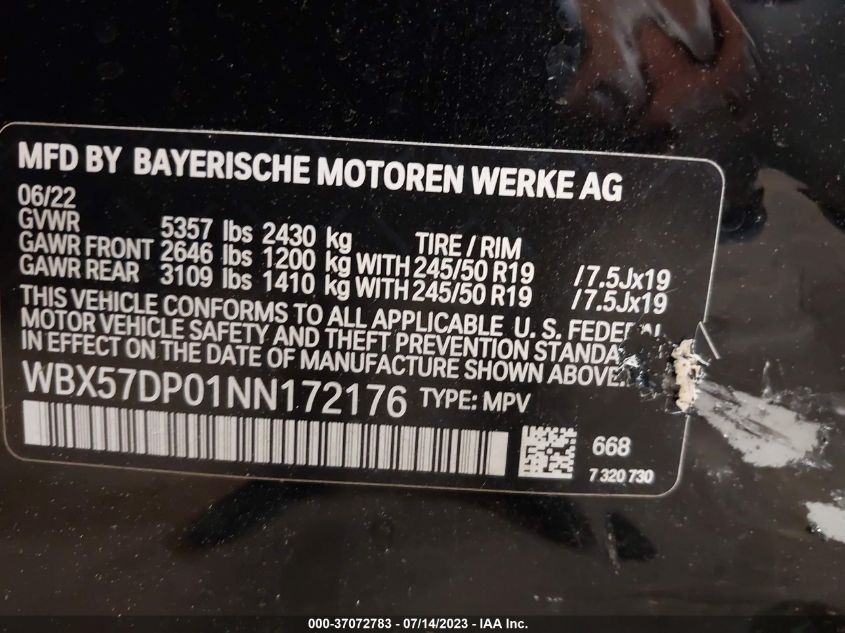 MFD BY BAYERISCHE MOTOREN WERKE AG
06/22
GVWR 5357 lbs 2430 kg TIRE / RIM
GAWR FRONT 2646 lbs 1200 kg WITH 245/50 R19 /7.5Jx19
GAWR REAR 3109 lbs 1410 kg WITH 245/50 R19 /7.5Jx19
THIS VEHICLE CONFORMS TO ALL APPLICABLE U. S. FEDERAL
MOTOR VEHICLE SAFETY AND THEFT PREVENTION
IN EFFECT ON THE DATE OF MANUFACTURE SHOWN ABOVE.
WBX57DP01NN172176 TYPE: MPV
668
7 320 730
000-37072783 - 07/14/2023 - IAA Inc.